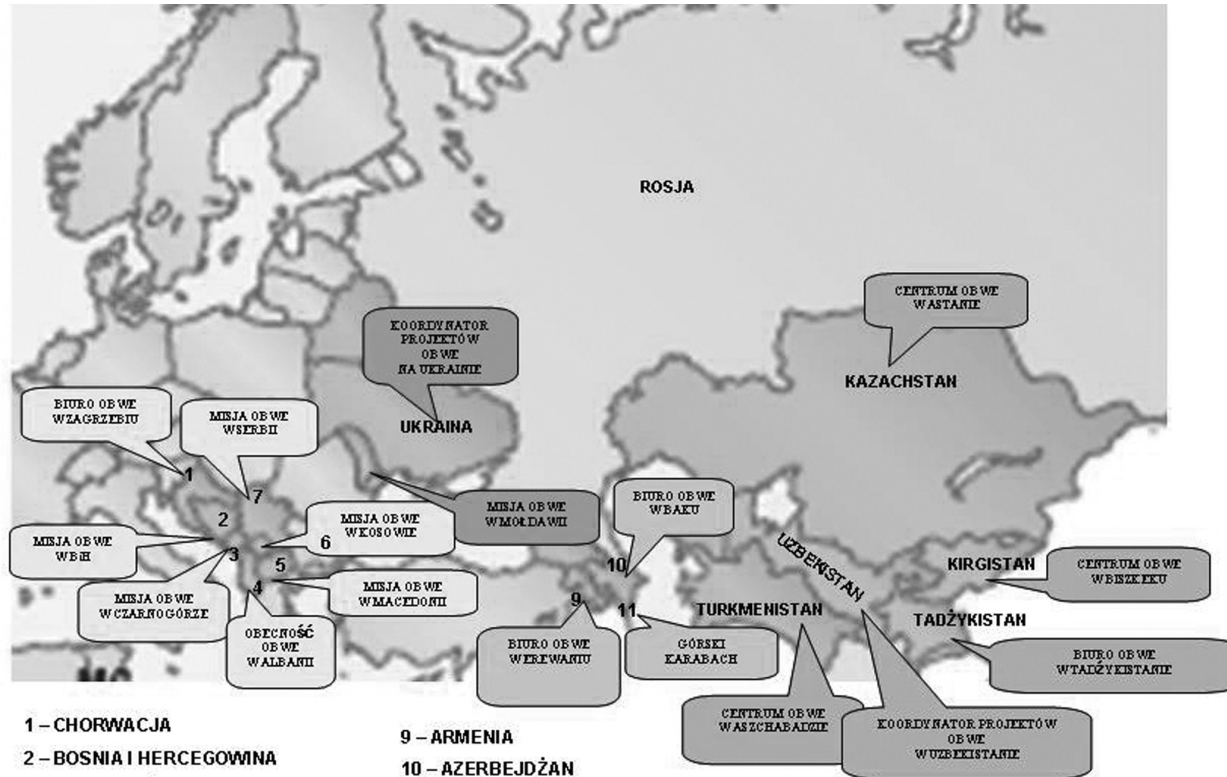 ROSJA
CENTRUM OBWE
W ASTANIE
KAZACHSTAN
KOORDYNATOR
PROJEKTÓW
OBWE
NA UKRAINIE
UKRAINA
BIURO OBWE
W ZAGRZEBIU
MISJA OBWE
W SERBII
1
7
2
MISJA OBWE
W MOŁDAWII
BIURO OBWE
W BAKU
MISJA OBWE
W KOSOWIE
6
MISJA OBWE
W BiH
3
5
4
10
UZBEKISTAN
KIRGISTAN
CENTRUM OBWE
W BISZKEKU
MISJA OBWE
W CZARNOGÓRZE
MISJA OBWE
W MACEDONII
OBECNOŚĆ
OBWE
W ALBANII
9
11
TURKMENISTAN
TADŻYKISTAN
BIURO OBWE
W EREWANIU
GÓRSKI
KARABACH
BIURO OBWE
W TADŻYKISTANIE
CENTRUM OBWE
W ASZCHABADZIE
KOORDYNATOR PROJEKTÓW
OBWE
W UZBEKISTANIE
1 – CHORWACJA
2 – BOSNIA I HERCEGOWINA
9 – ARMENIA
10 – AZERBEJDŻAN